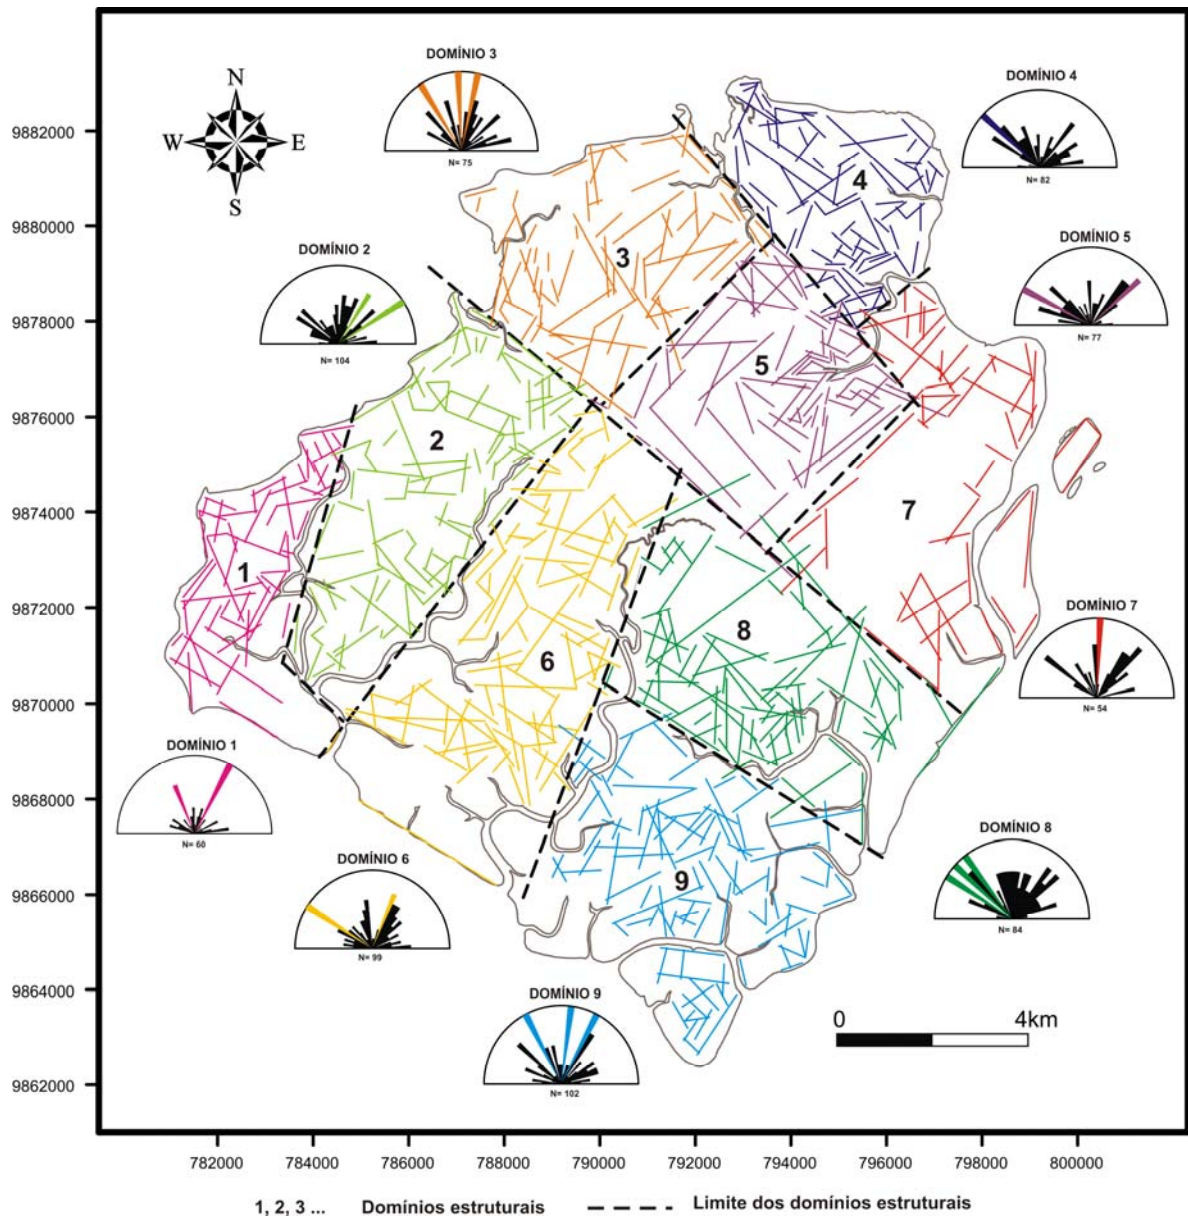 DOMÍNIO 3
DOMÍNIO 4
N
W E
S
N= 75
N= 82
9882000
9880000
9878000
9876000
9874000
9872000
9870000
9868000
9866000
9864000
9862000
4
3
DOMÍNIO 2
DOMÍNIO 5
N= 104
N= 77
5
2
7
1
8
6
DOMÍNIO 7
N= 54
DOMÍNIO 1
N= 60
DOMÍNIO 6
N= 99
DOMÍNIO 8
N= 84
9
DOMÍNIO 9
N= 102
0 4km
782000 784000 786000 788000 790000 792000 794000 796000 798000 800000
1, 2, 3 ... Domínios estruturais Limite dos domínios estruturais